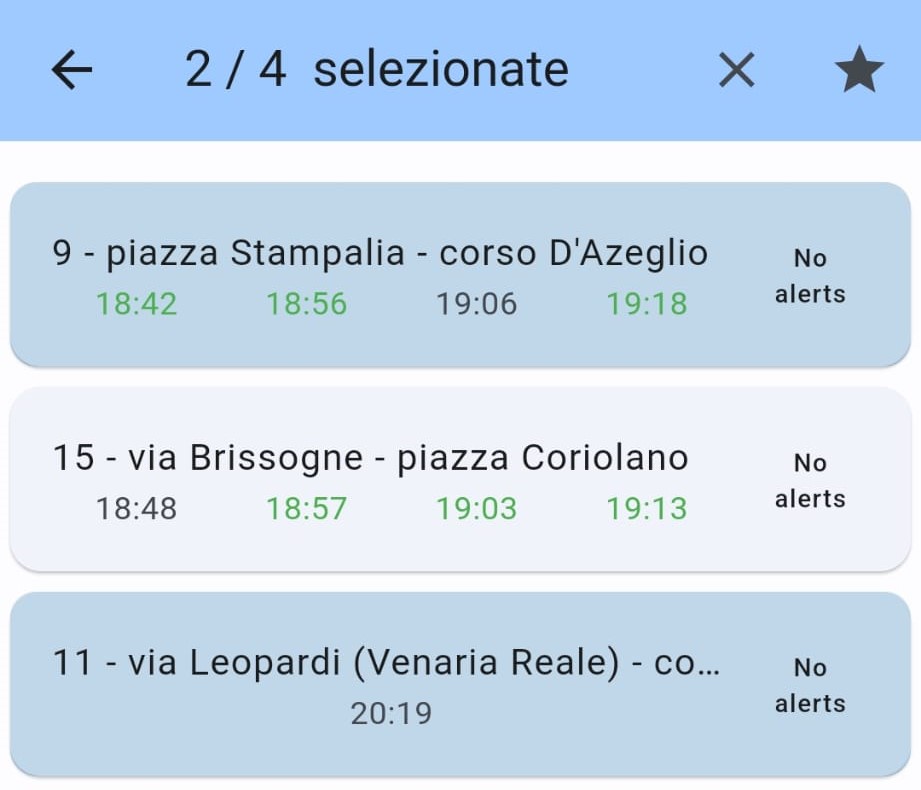 2 / 4 selezionate
9 - piazza Stampalia - corso D'Azeglio
18:42 18:56 19:06 19:18
No
alerts
15 - via Brissogne - piazza Coriolano
18:48 18:57 19:03 19:13
No
alerts
11 - via Leopardi (Venaria Reale) - co...
20:19
No
alerts